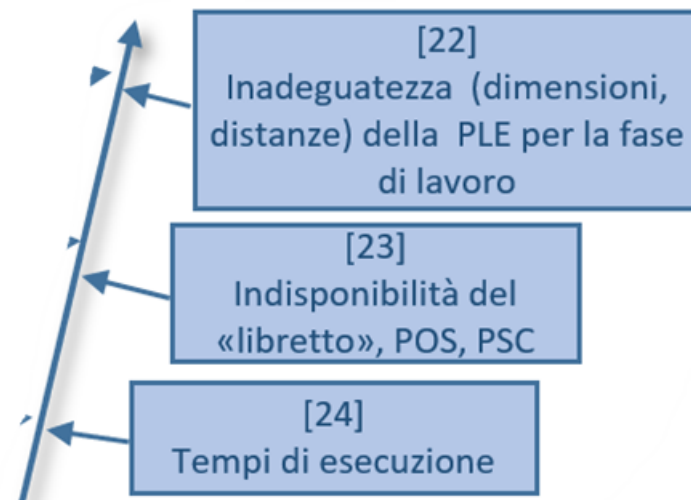 [22]
Inadeguatezza (dimensioni,
distanze) della PLE per la fase
di lavoro
[23]
Indisponibilità del
«libretto», POS, PSC
[24]
Tempi di esecuzione